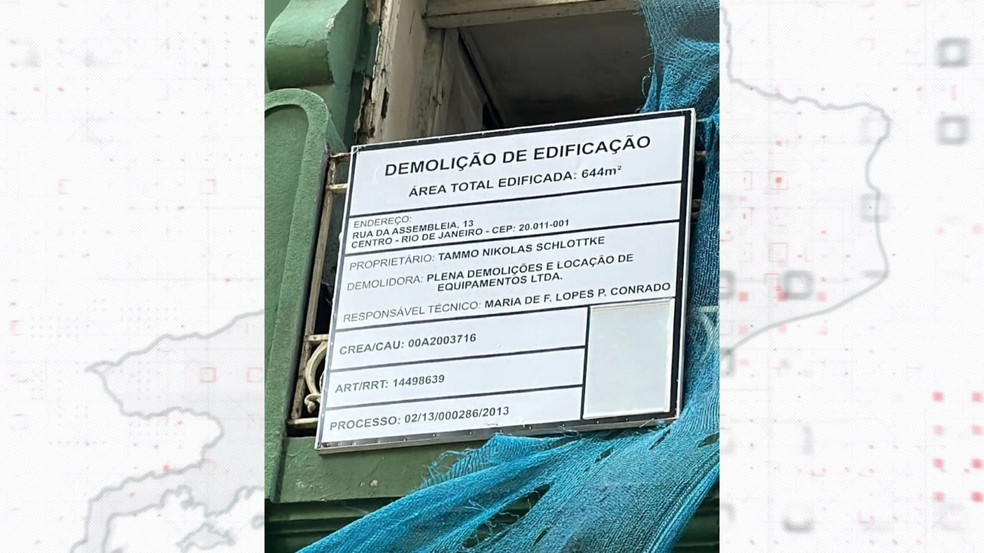 DEMOLIÇÃO DE EDIFICAÇÃO
ÁREA TOTAL EDIFICADA: 644m²
ENDEREÇO:
RUA DA ASSEMBLEIA, 13
CENTRO - RIO DE JANEIRO - CEP: 20.011-001
PROPRIETÁRIO: TAMMO NIKOLAS SCHLOTTKE
DEMOLIDORA: PLENA DEMOLIÇÕES E LOCAÇÃO DE
EQUIPAMENTOS LTDA.
RESPONSÁVEL TÉCNICO: MARIA DE F. LOPES P. CONRADO
CREA/CAU: 00A2003716
ART/RRT: 14498639
PROCESSO: 02/13/000286/2013